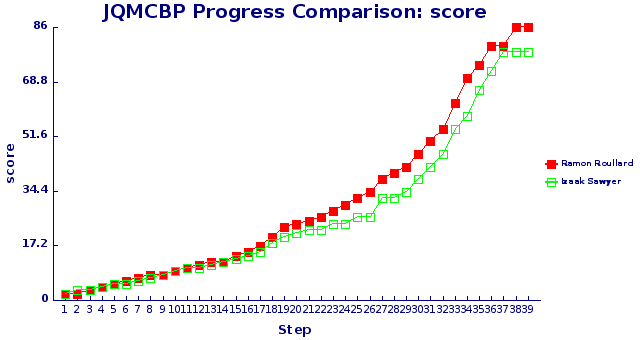 JQMCBP Progress Comparison: score
86
68.8
51.6
34.4
17.2
0
score
1 2 3 4 5 6 7 8 9 10 11 12 13 14 15 16 17 18 19 20 21 22 23 24 25 26 27 28 29 30 31 32 33 34 35 36 37 38 39
Step
Ramon Roullard
Izaak Sawyer